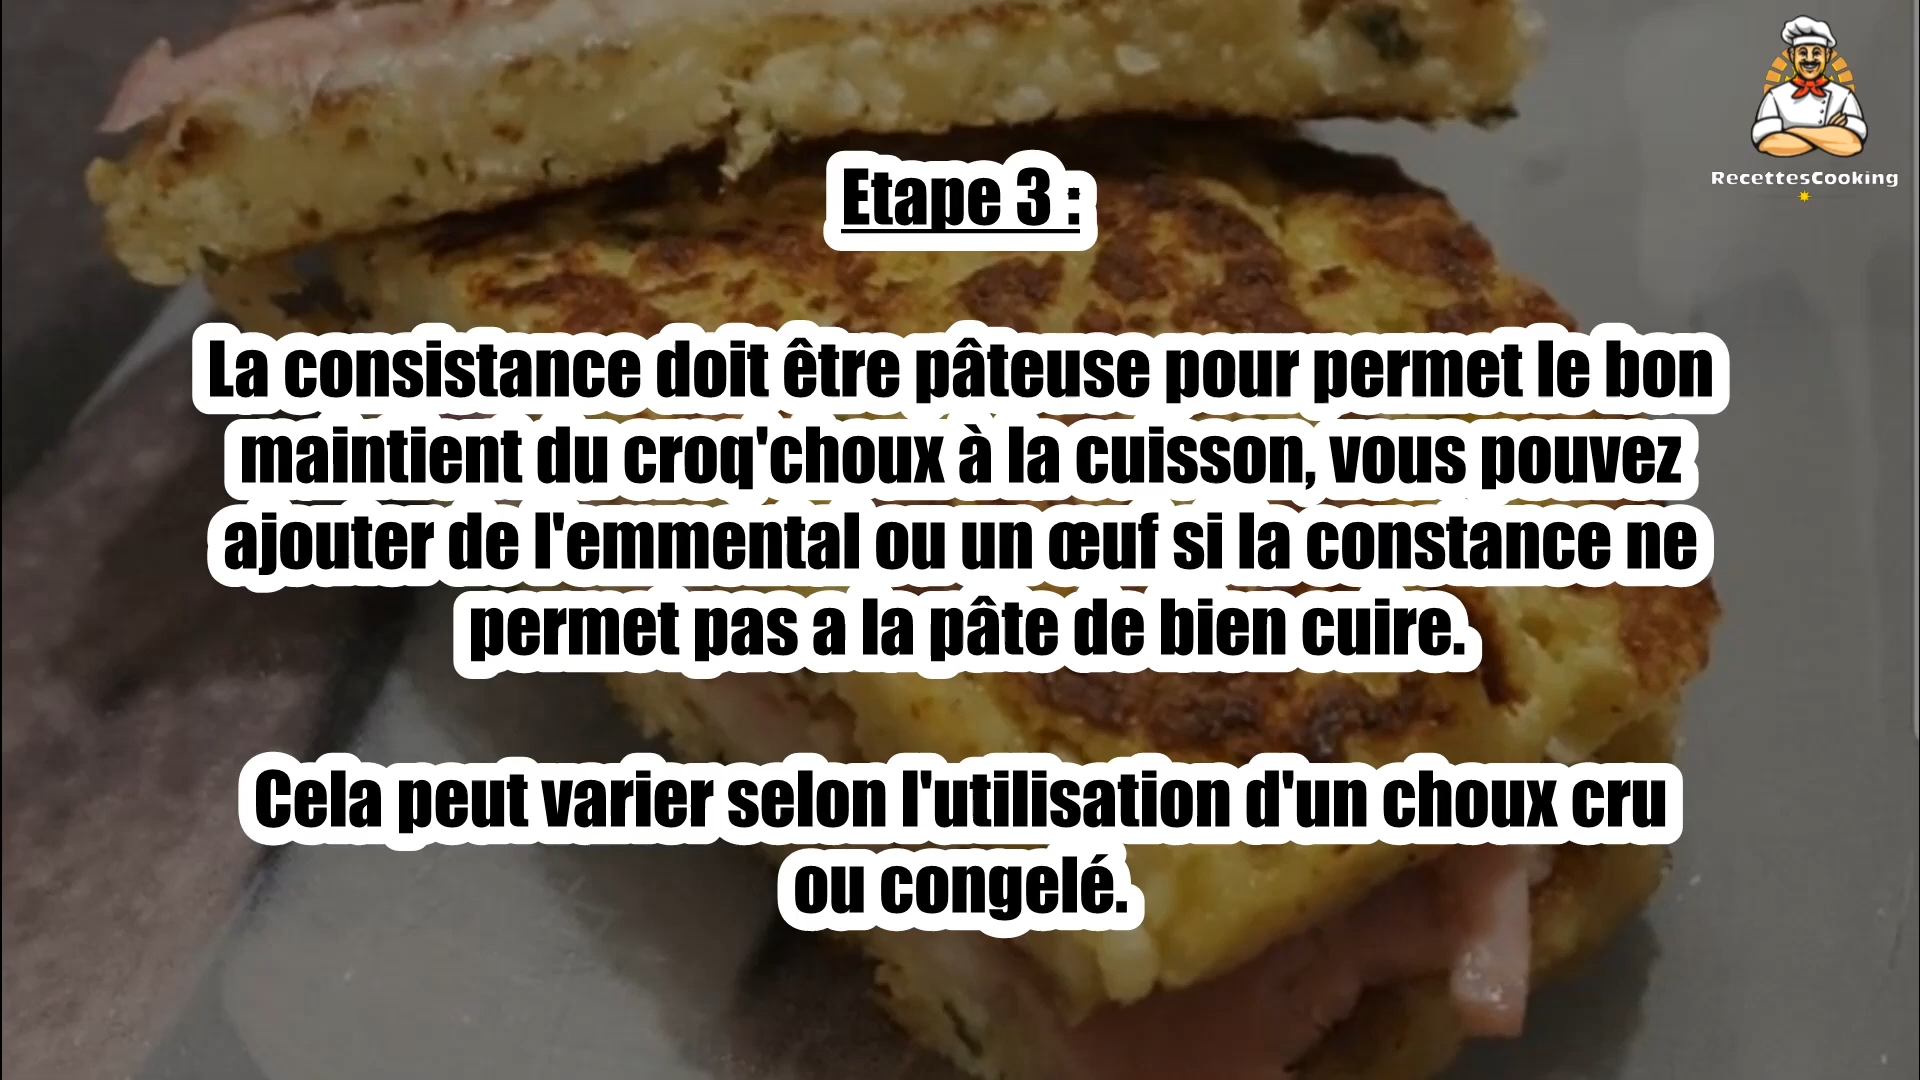 RecettesCooking
Etape 3 :
La consistance doit être pâteuse pour permet le bon
maintient du croq'choux à la cuisson, vous pouvez
ajouter de l'emmental ou un œuf si la constance ne
permet pas a la pâte de bien cuire.
Cela peut varier selon l'utilisation d'un choux cru
ou congelé.